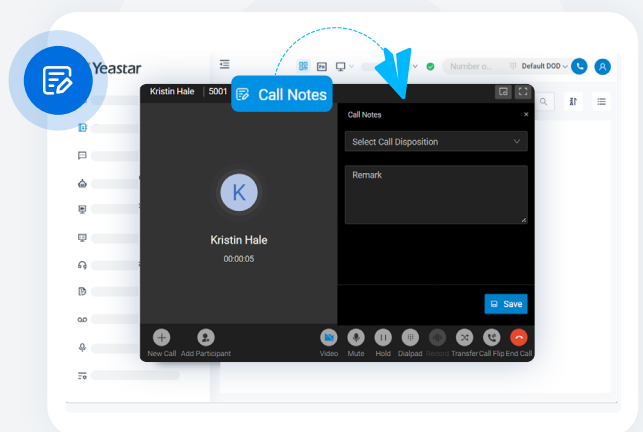 Yeastar
Number o...
Default DOD
Kristin Hale | 5001
Call Notes
Call Notes
Select Call Disposition
Remark
K
Kristin Hale
00:00:05
Save
New Call
Add Participant
Video
Mute
Hold
Dialpad
Record
Transfer
Call Flip
End Call